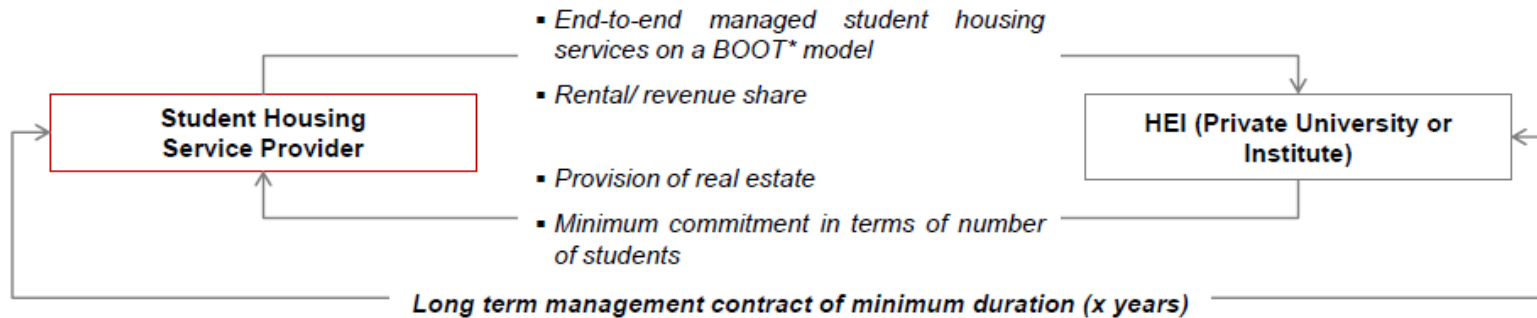 ▪ End-to-end managed student housing
services on a BOOT* model
▪ Rental/ revenue share
Student Housing
Service Provider
HEI (Private University or
Institute)
▪ Provision of real estate
▪ Minimum commitment in terms of number
of students
Long term management contract of minimum duration (x years)